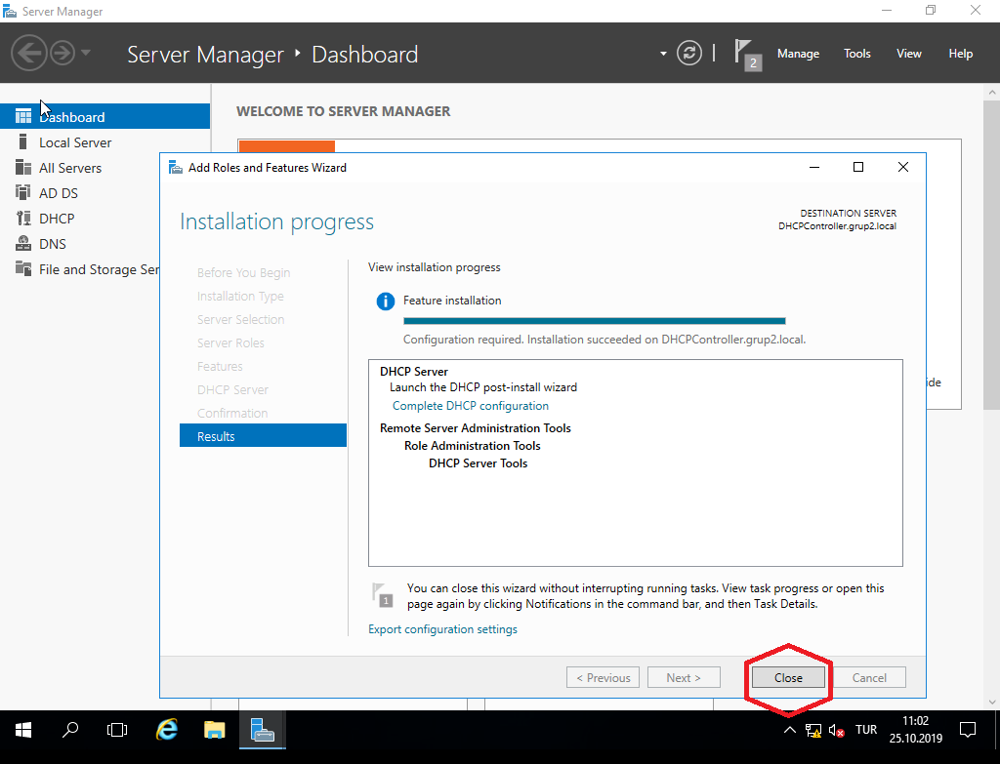 Server Manager
Server Manager ‣ Dashboard
2
Manage
Tools
View
Help
Dashboard
Local Server
All Servers
AD DS
DHCP
DNS
File and Storage Ser
WELCOME TO SERVER MANAGER
ide
Add Roles and Features Wizard
Installation progress
DESTINATION SERVER
DHCPController.grup2.local
Before You Begin
Installation Type
Server Selection
Server Roles
Features
DHCP Server
Confirmation
Results
View installation progress
Feature installation
Configuration required. Installation succeeded on DHCPController.grup2.local.
DHCP Server
Launch the DHCP post-install wizard
Complete DHCP configuration
Remote Server Administration Tools
Role Administration Tools
DHCP Server Tools
1
You can close this wizard without interrupting running tasks. View task progress or open this
page again by clicking Notifications in the command bar, and then Task Details.
Export configuration settings
< Previous
Next >
Close
Cancel
TUR
11:02
25.10.2019